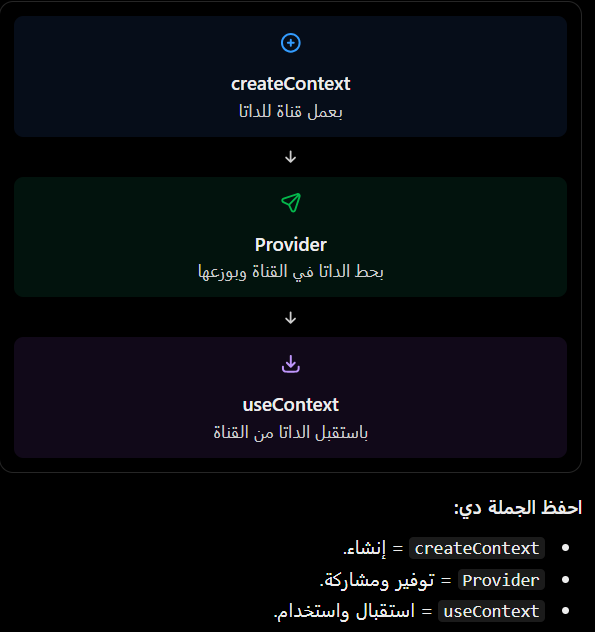 createContext
بعمل قناة للداتا
Provider
بحط الداتا في القناة وبوزعها
useContext
باستقبل الداتا من القناة
احفظ الجملة دي:
createContext = إنشاء.
Provider = توفير ومشاركة.
useContext = استقبال واستخدام.